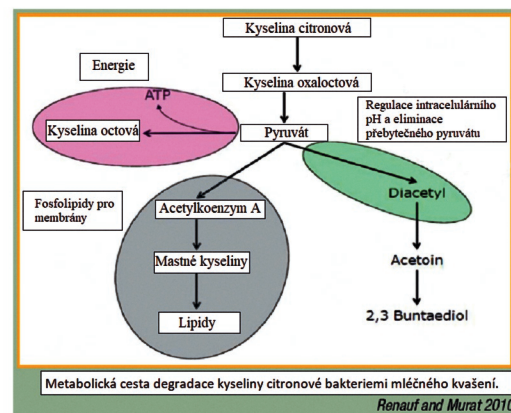 Kyselina citronová
Energie
Kyselina oxaloctová
ATP
Regulace intracelulárního
pH a eliminace
přebytečného pyruvátu
Kyselina octová
Pyruvát
Diacetyl
Fosfolipidy pro
membrány
Acetylkoenzym A
Acetoin
Mastné kyseliny
2,3 Buntaediol
Lipidy
Metabolická cesta degradace kyseliny citronové bakteriemi mléčného kvašení.
Renauf and Murat 2010